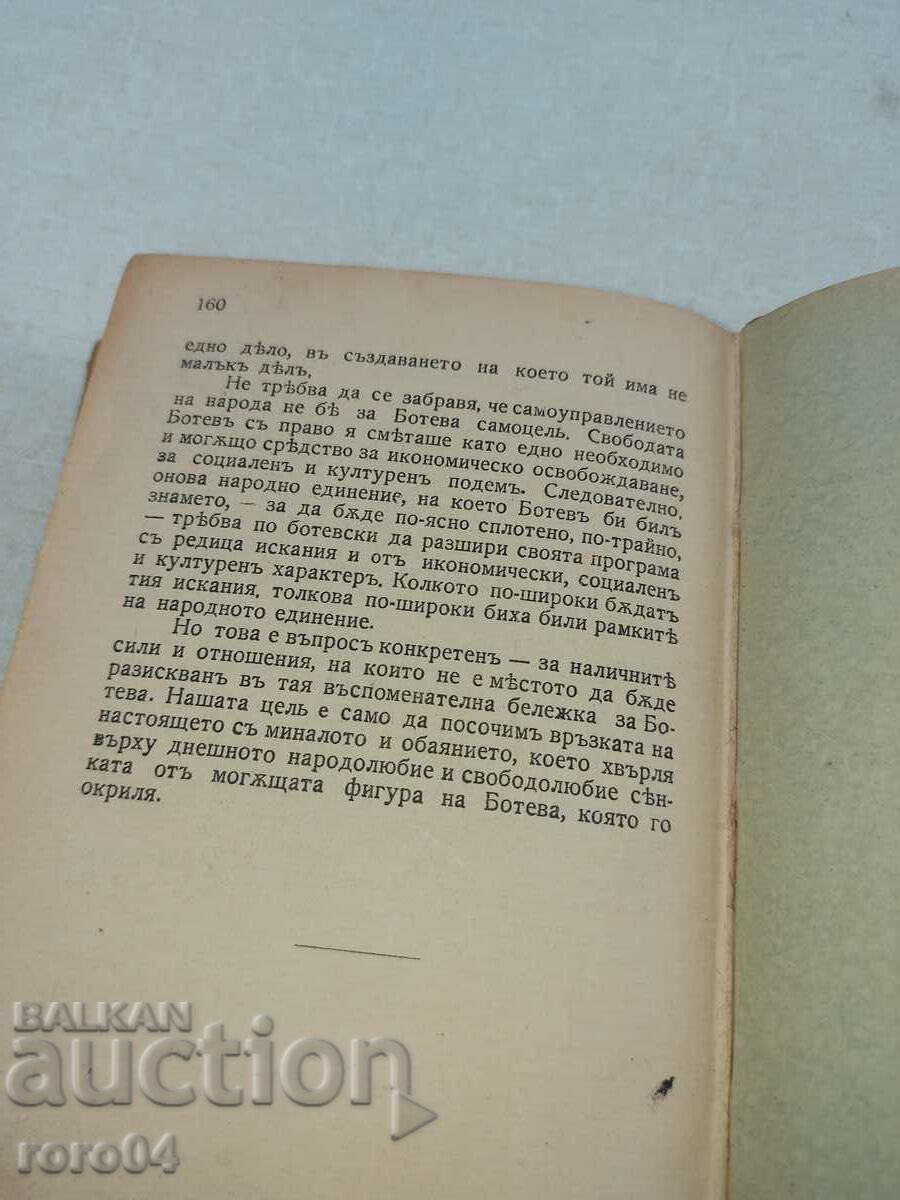 160
едно дѣло, въ създаването на което той има не
малъкъ дѣлъ.
Не трѣбва да се забравя, че самоуправлението
на народа не бѣ за Ботева самоцель. Свободата
Ботевъ съ право я смѣташе като едно необходимо
и могѫщо срѣдство за икономическо освобождаване,
за социаленъ и културенъ подемъ. Следователно,
онова народно единение, на което Ботевъ би билъ
знамето, — за да бѫде по-ясно сплотено, по-трайно,
— трѣбва по ботевски да разшири своята програма
съ редица искания и отъ икономически, социаленъ
и културенъ характеръ. Колкото по-широки бѫдатъ
тия искания, толкова по-широки биха били рамкитѣ
на народното единение.
Но това е въпросъ конкретенъ — за наличнитѣ
сили и отношения, на които не е мѣстото да бѫде
разискванъ въ тая въспоменателна бележка за Бо-
тева. Нашата цель е само да посочимъ връзката на
настоящето съ миналото и обаянието, което хвърля
върху днешното народолюбие и свободолюбие сѣн-
ката отъ могѫщата фигура на Ботева, която го
окриля.
BALKAN
auction
roro04